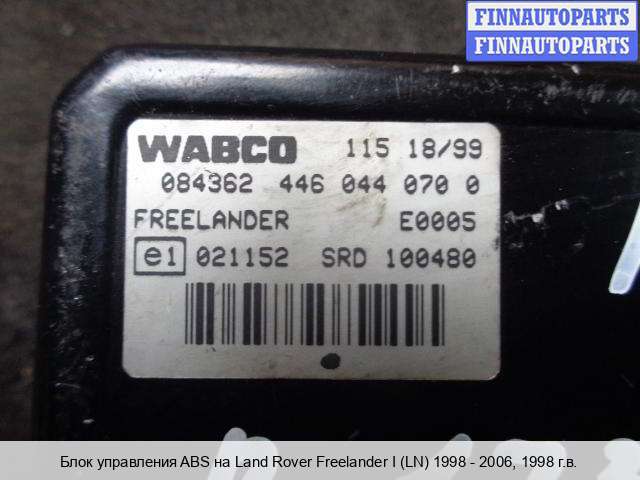 FINNAUTOPARTS
FINNAUTOPARTS
WABCO 115 18/99
084362 446 044 070 0
FREELANDER E0005
e1 021152 SRD 100480
Блок управления ABS на Land Rover Freelander I (LN) 1998 - 2006, 1998 г.в.